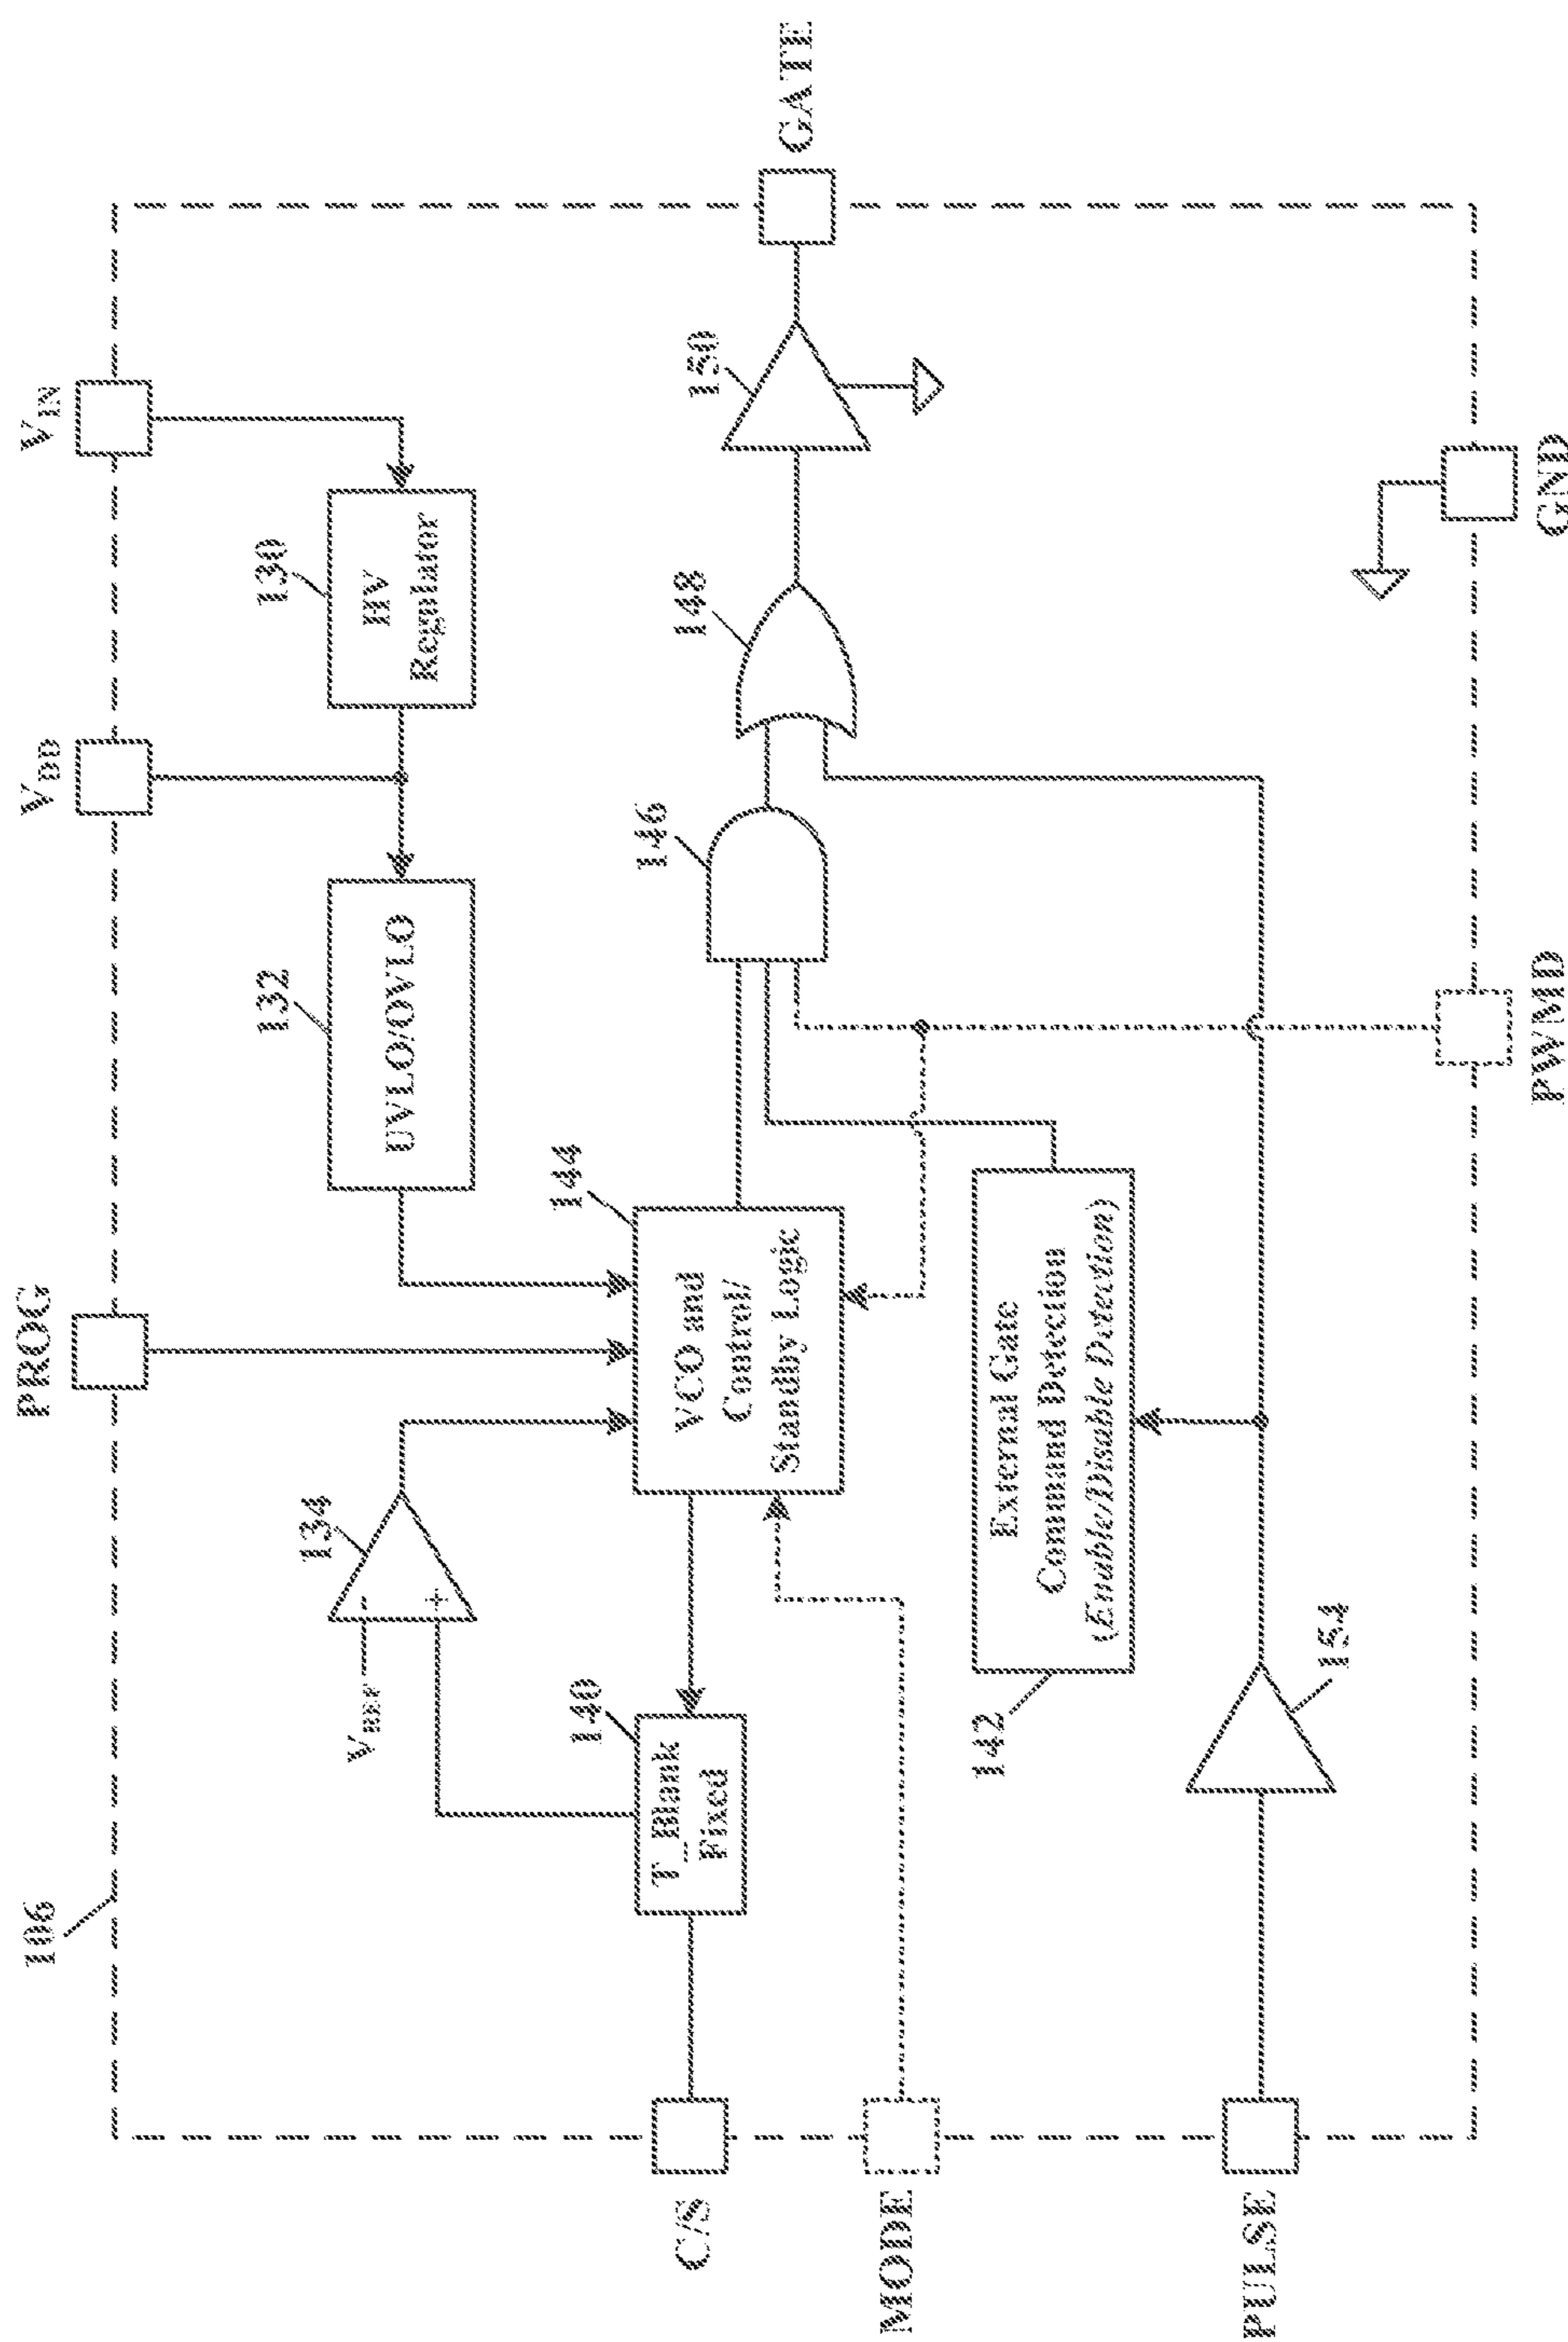 106
PROG
VDD
VIN
134
VREF
-
+
132
UVLO/OVLO
130
HV
Regulator
140
T_Blank
Fixed
144
VCO and
Control/
Standby Logic
146
148
150
GATE
C/S
MODE
142
External Gate
Command Detection
(Enable/Disable Detection)
154
PULSE
PWMD
GND